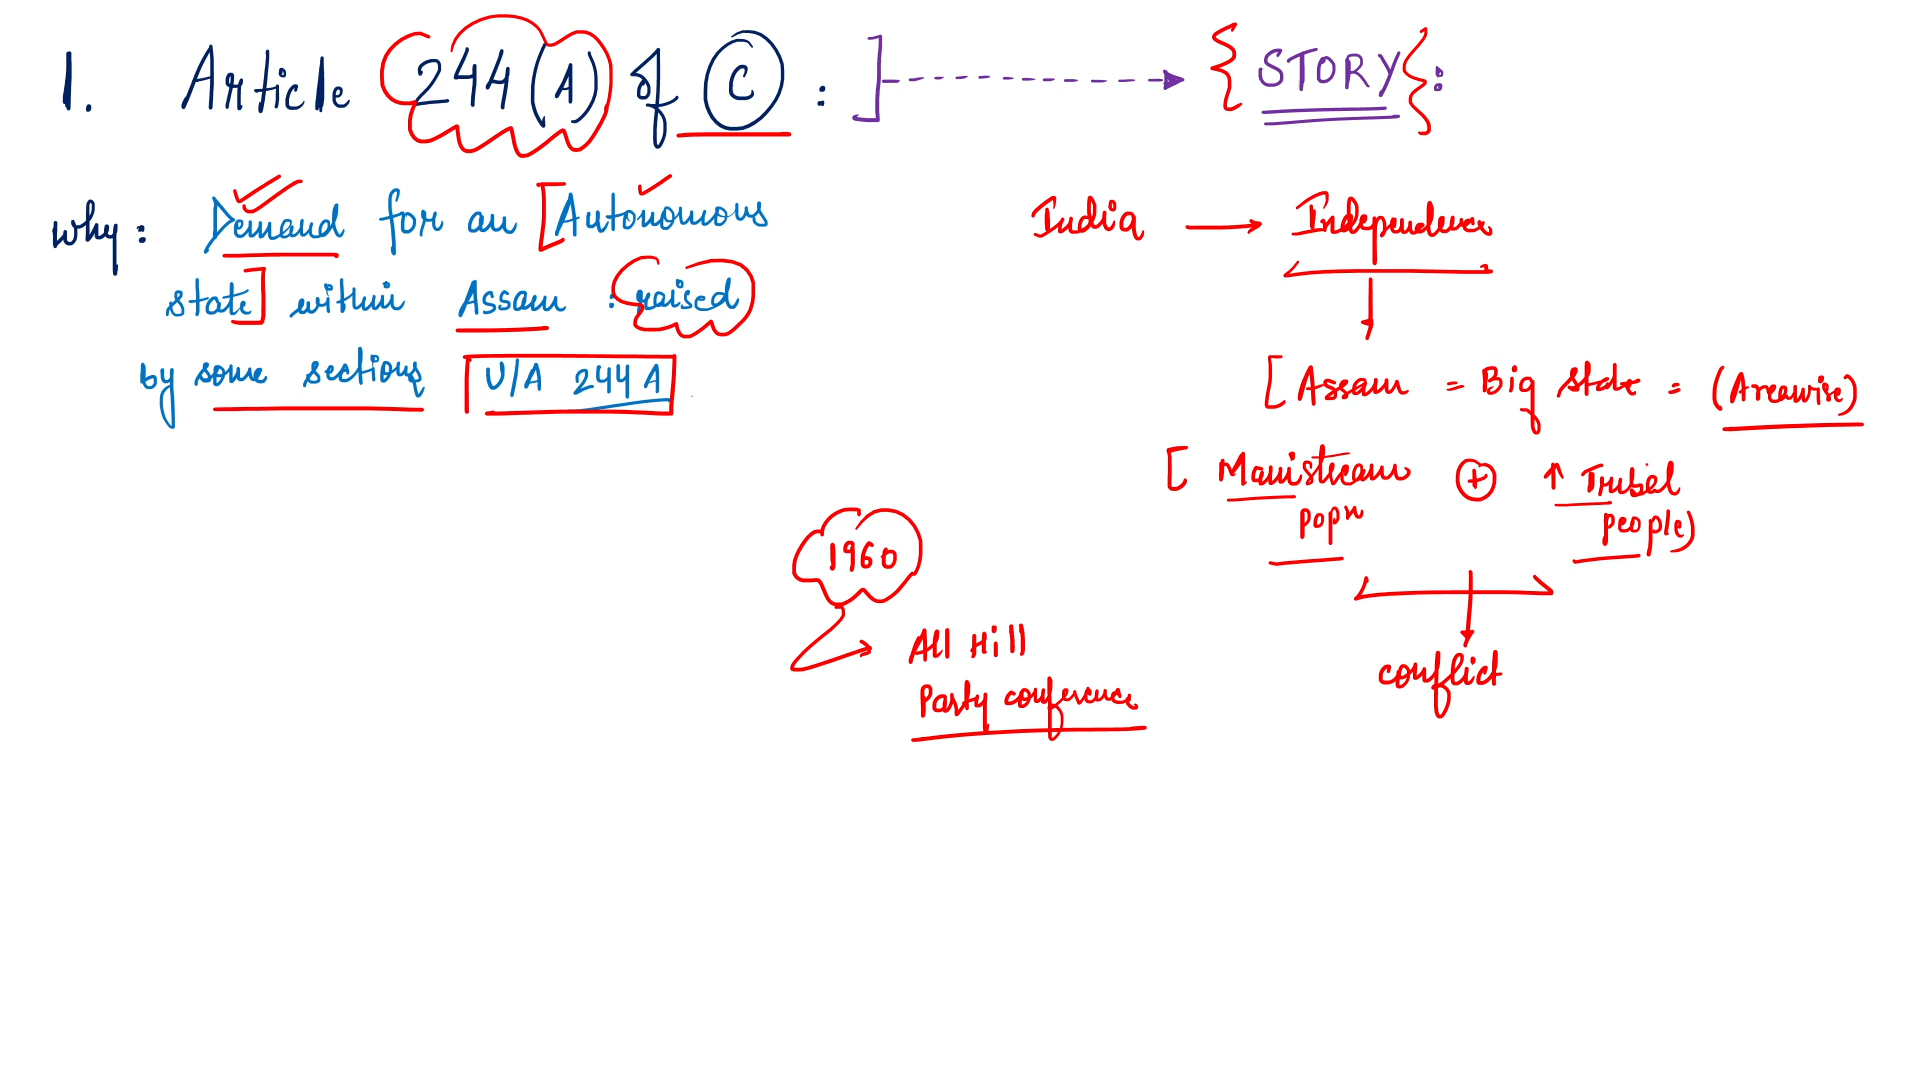 1. Article 244(A) of C : ] { STORY } :
Why : Demand for an [Autonomous
state] within Assam : raised
by some sections U/A 244 A
India → Independence
[ Assam = Big state = (Areawise)
[ Mainstream + ↑ Tribal
popn people)
conflict
1960
All Hill
Party conference